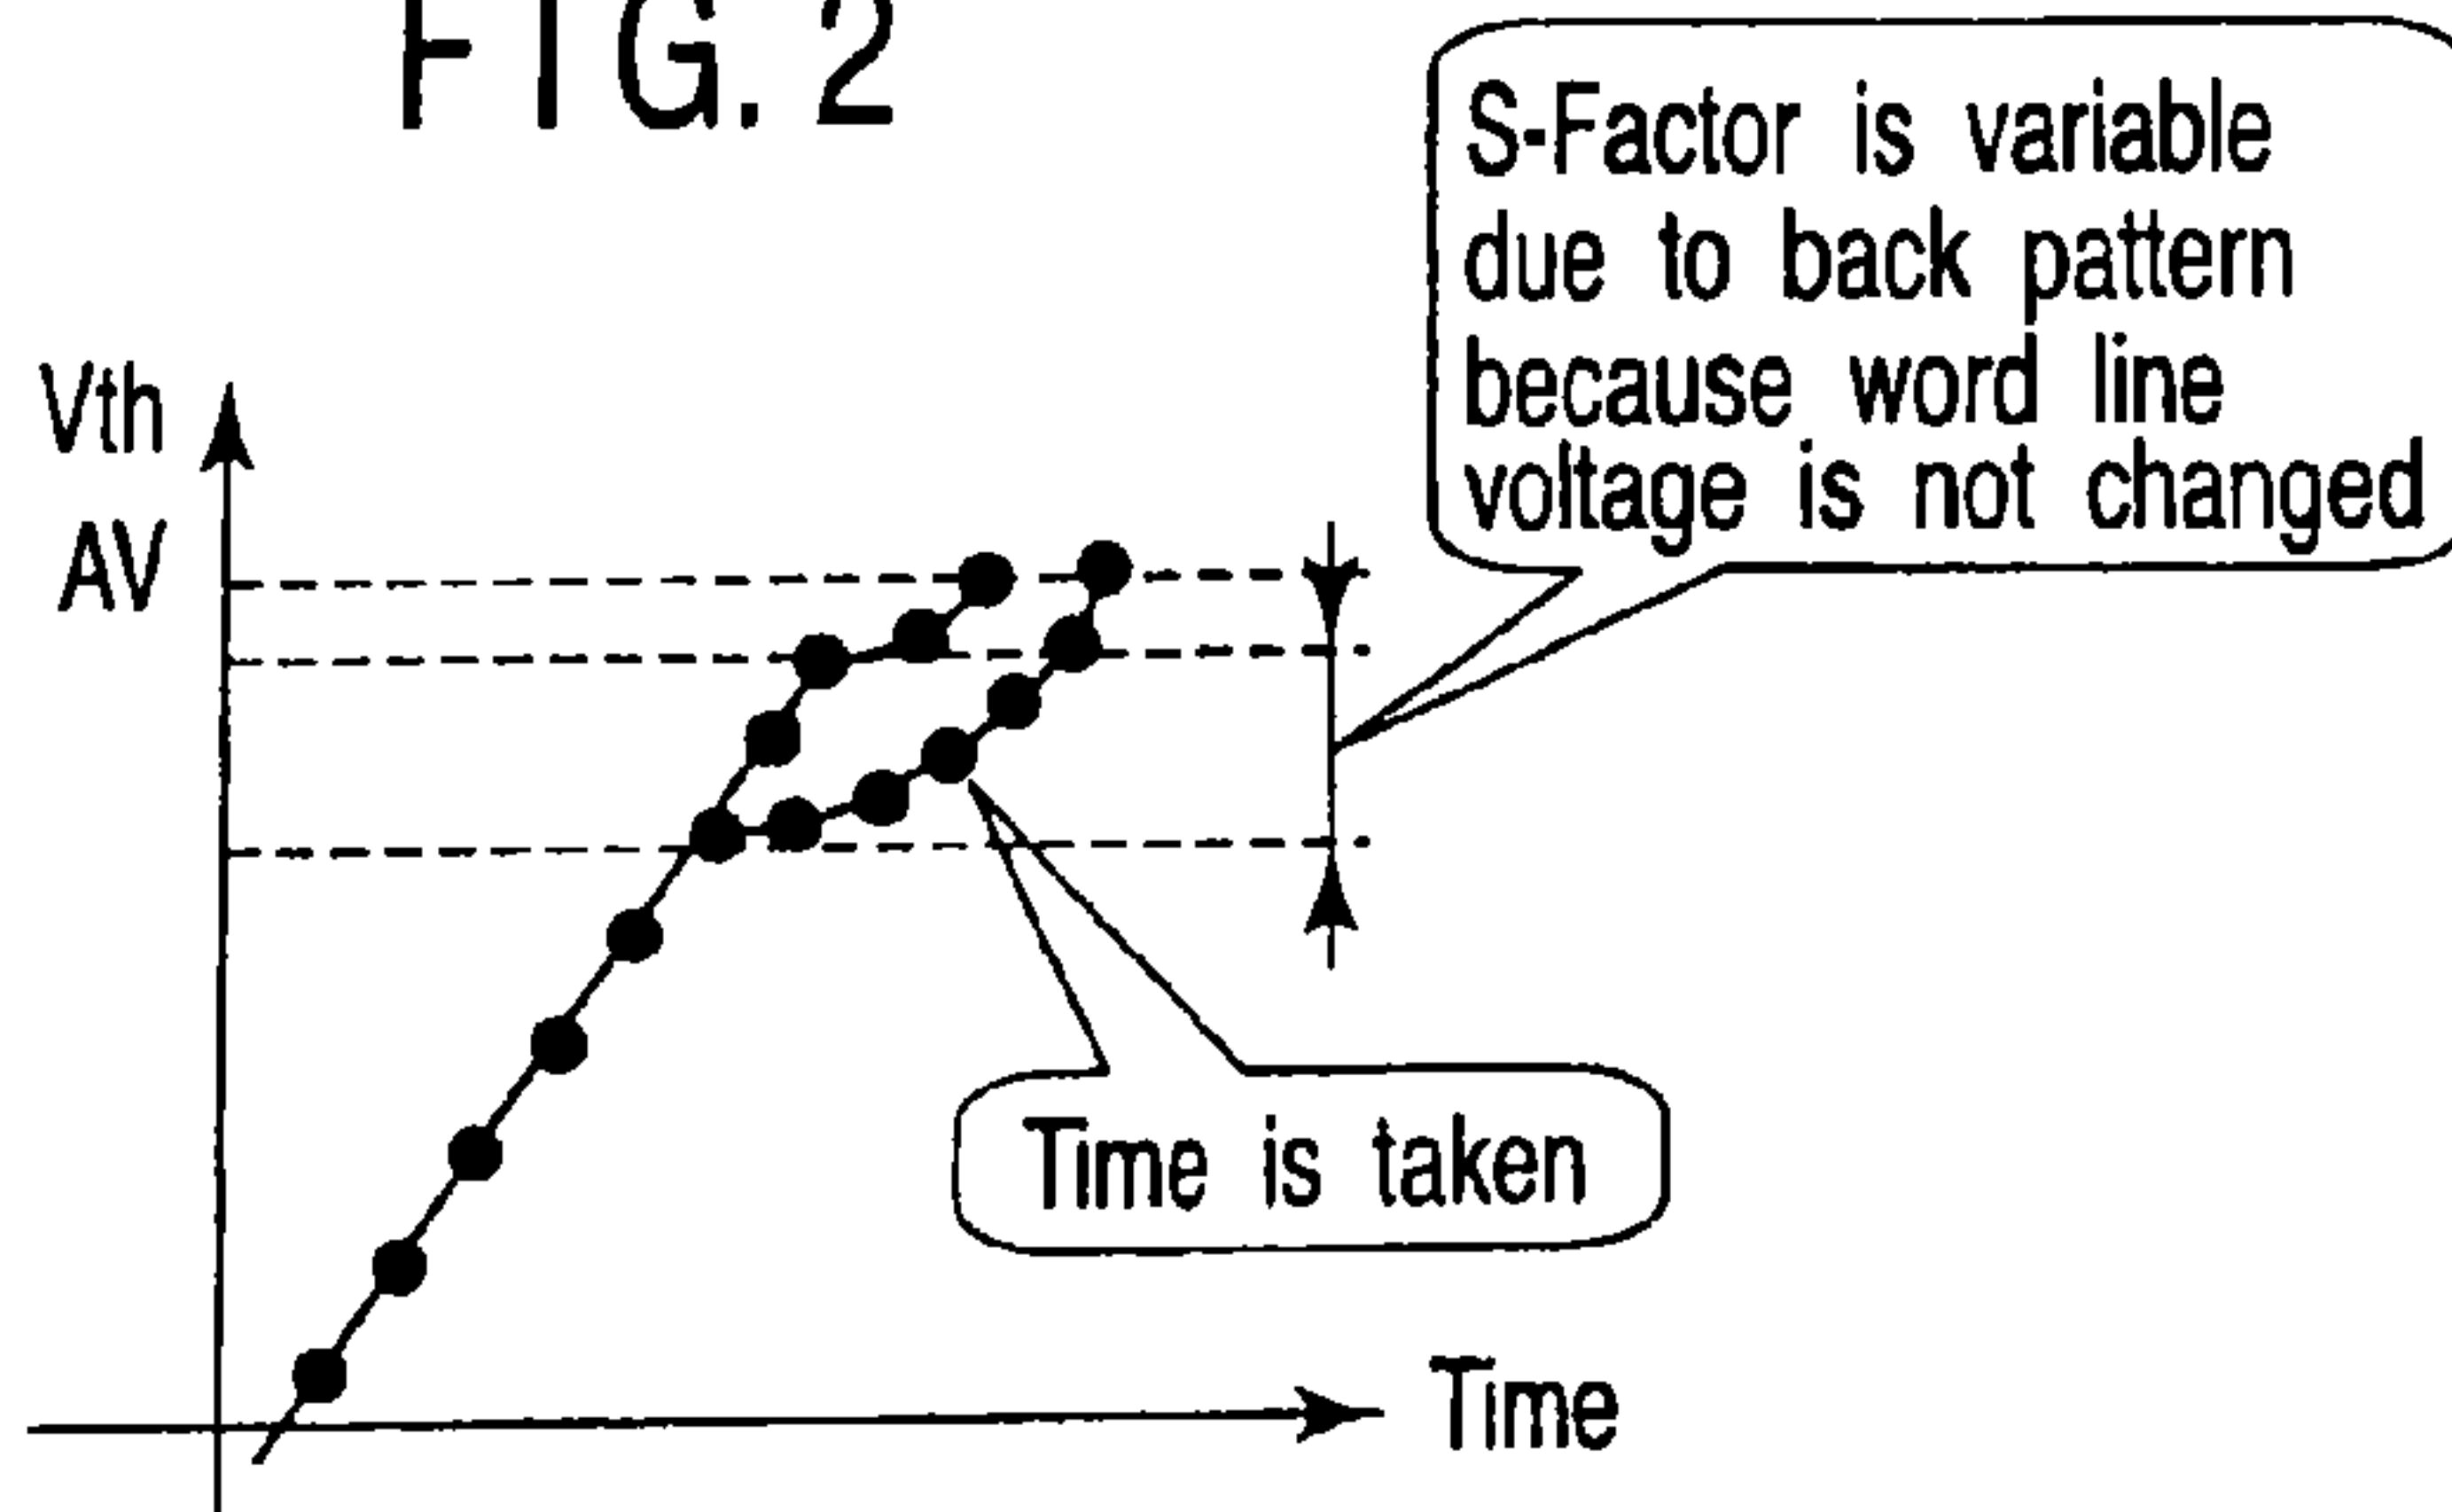 FIG. 2
S-Factor is variable
due to back pattern
because word line
voltage is not changed
Vth
AV
Time is taken
Time